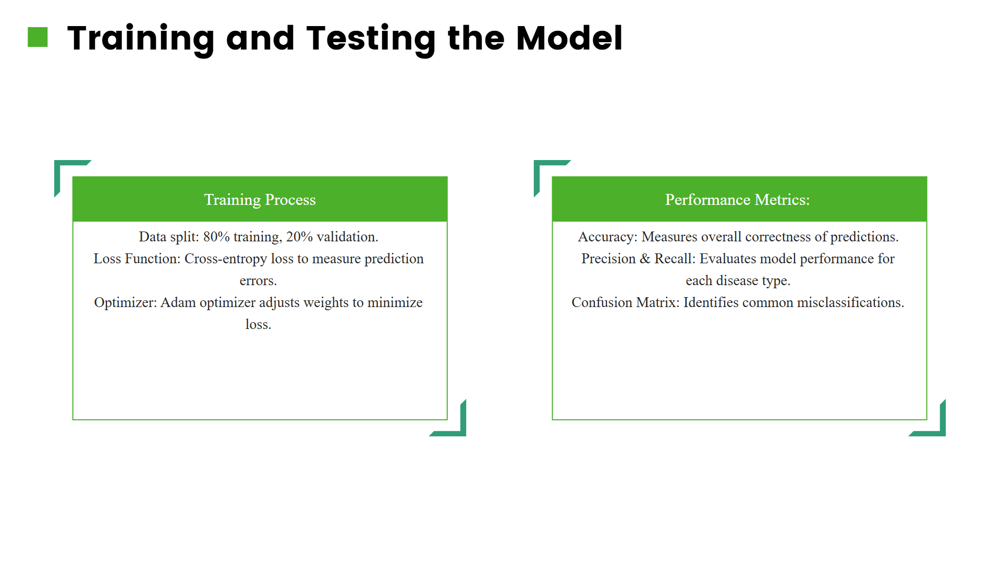 Training and Testing the Model
Training Process
Data split: 80% training, 20% validation.
Loss Function: Cross-entropy loss to measure prediction
errors.
Optimizer: Adam optimizer adjusts weights to minimize
loss.
Performance Metrics:
Accuracy: Measures overall correctness of predictions.
Precision & Recall: Evaluates model performance for
each disease type.
Confusion Matrix: Identifies common misclassifications.